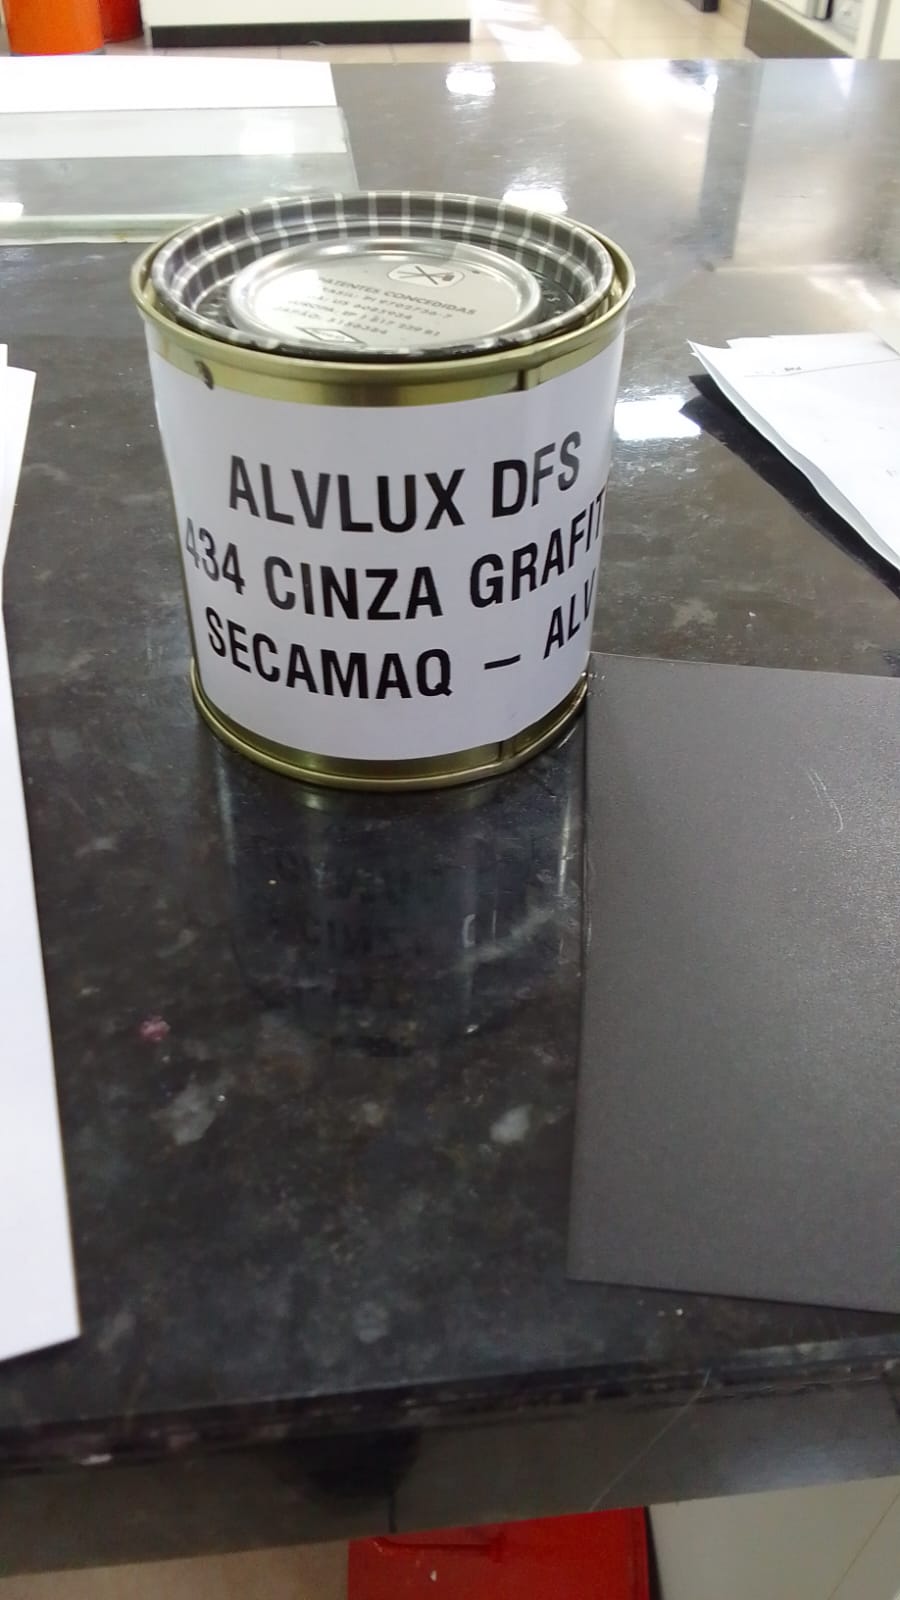 PATENTES CONCEDIDAS
ALVLUX DFS
434 CINZA GRAFIT
SECAMAQ – ALV